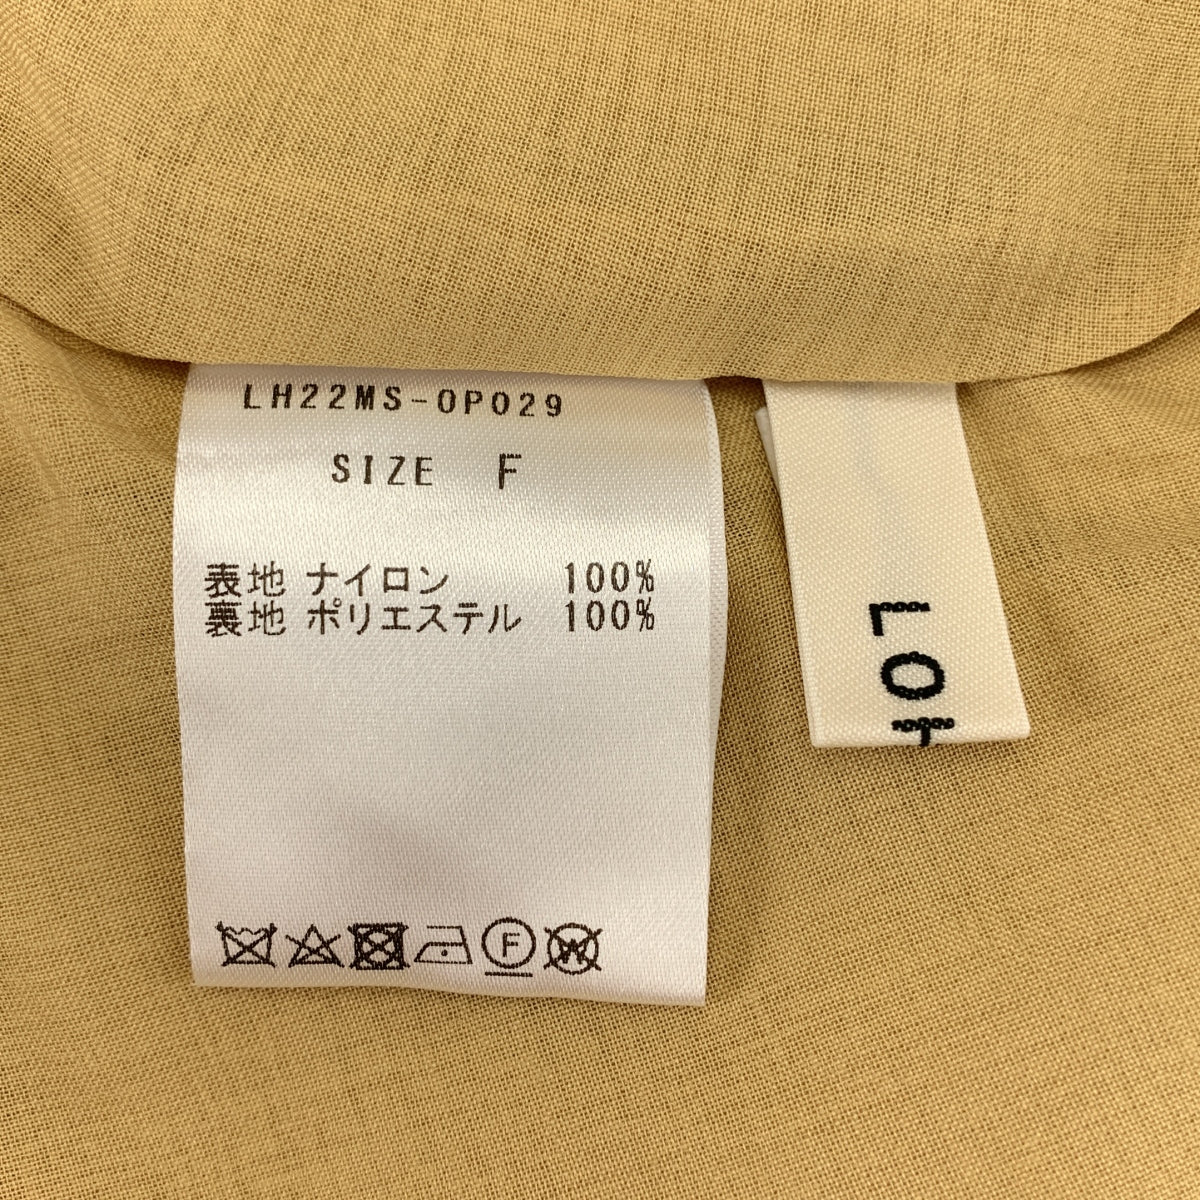 LH22MS-OP029
SIZE F
表地 ナイロン 100%
裏地 ポリエステル 100%
F
W
LO